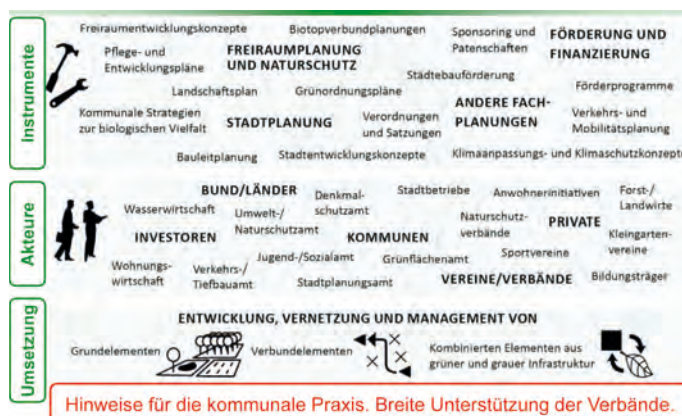 Instrumente
Freiraumentwicklungskonzepte
Biotopverbundplanungen
Sponsoring und
Patenschaften
FÖRDERUNG UND
FINANZIERUNG
Pflege- und
Entwicklungspläne
FREIRAUMPLANUNG
UND NATURSCHUTZ
Städtebauförderung
Förderprogramme
Landschaftsplan
Grünordnungspläne
Kommunale Strategien
zur biologischen Vielfalt
STADTPLANUNG
Verordnungen
und Satzungen
ANDERE FACH-
PLANUNGEN
Verkehrs- und
Mobilitätsplanung
Bauleitplanung
Stadtentwicklungskonzepte
Klimaanpassungs- und Klimaschutzkonzepte
Akteure
BUND/LÄNDER
Denkmal-
schutzamt
Stadtbetriebe
Anwohnerinitiativen
Forst-/
Landwirte
Wasserwirtschaft
Umwelt-/
Naturschutzamt
Naturschutz-
verbände
PRIVATE
INVESTOREN
KOMMUNEN
Kleingarten-
vereine
Jugend-/Sozialamt
Grünflächenamt
Sportvereine
Wohnungs-
wirtschaft
Verkehrs-/
Tiefbauamt
Stadtplanungsamt
VEREINE/VERBÄNDE
Bildungsträger
Umsetzung
ENTWICKLUNG, VERNETZUNG UND MANAGEMENT VON
Grundelementen
Verbundelementen
Kombinierten Elementen aus
grüner und grauer Infrastruktur
Hinweise für die kommunale Praxis. Breite Unterstützung der Verbände.